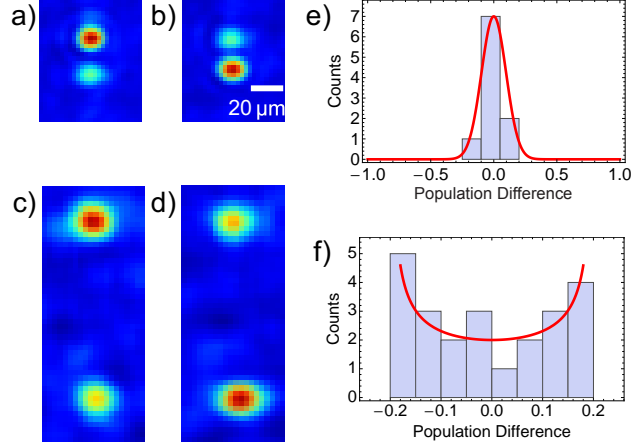 a)
b)
20 µm
c)
d)
e)
Counts
7
6
5
4
3
2
1
0
−1.0
−0.5
0.0
0.5
1.0
Population Difference
f)
Counts
5
4
3
2
1
0
−0.2
−0.1
0.0
0.1
0.2
Population Difference